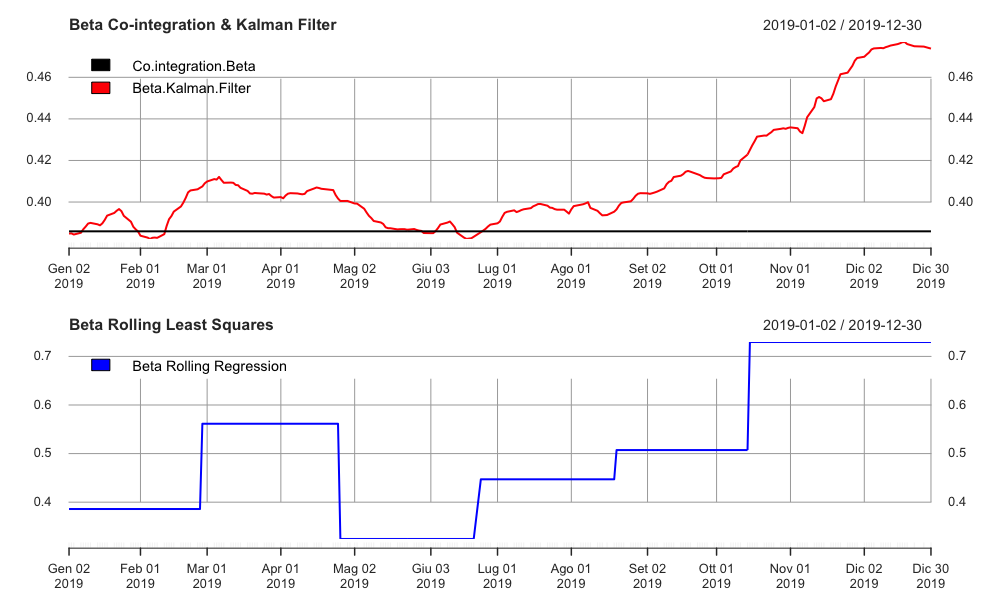 Beta Co-integration & Kalman Filter 2019-01-02 / 2019-12-30
Co.integration.Beta
Beta.Kalman.Filter
0.46 0.46
0.44 0.44
0.42 0.42
0.40 0.40
Gen 02 Feb 01 Mar 01 Apr 01 Mag 02 Giu 03 Lug 01 Ago 01 Set 02 Ott 01 Nov 01 Dic 02 Dic 30
2019 2019 2019 2019 2019 2019 2019 2019 2019 2019 2019 2019 2019
Beta Rolling Least Squares 2019-01-02 / 2019-12-30
0.7 0.7
Beta Rolling Regression
0.6 0.6
0.5 0.5
0.4 0.4
Gen 02 Feb 01 Mar 01 Apr 01 Mag 02 Giu 03 Lug 01 Ago 01 Set 02 Ott 01 Nov 01 Dic 02 Dic 30
2019 2019 2019 2019 2019 2019 2019 2019 2019 2019 2019 2019 2019